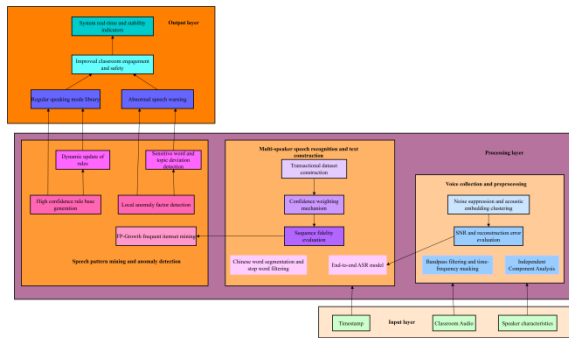 System real-time and stability
indicators
Output layer
Improved classroom engagement
and safety
Regular speaking mode library
Abnormal speech warning
Multi-speaker speech recognition and text
construction
Processing layer
Dynamic update of
rules
Sensitive word and
topic deviation
detection
Transactional dataset
construction
Voice collection and preprocessing
High confidence rule base
generation
Local anomaly factor detection
Confidence weighting
mechanism
Noise suppression and acoustic
embedding clustering
FP-Growth frequent itemset mining
Sequence fidelity
evaluation
SNR and reconstruction error
evaluation
Speech pattern mining and anomaly detection
Chinese word segmentation and
stop word filtering
End-to-end ASR model
Bandpass filtering and time-
frequency masking
Independent
Component Analysis
Timestamp
Classroom Audio
Speaker characteristics
Input layer